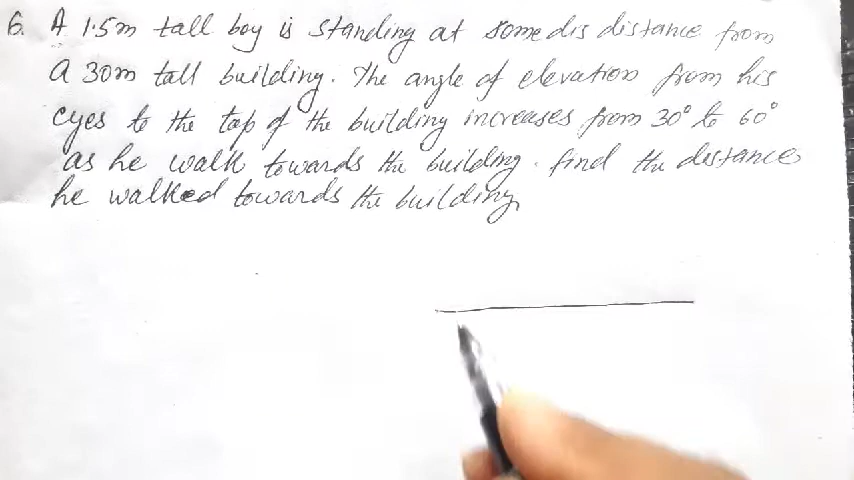 6. A 1.5m tall boy is standing at some dis distance from
a 30m tall building. The angle of elevation from his
eyes to the top of the building increases from 30° to 60°
as he walk towards the building. find the distance
he walked towards the building,